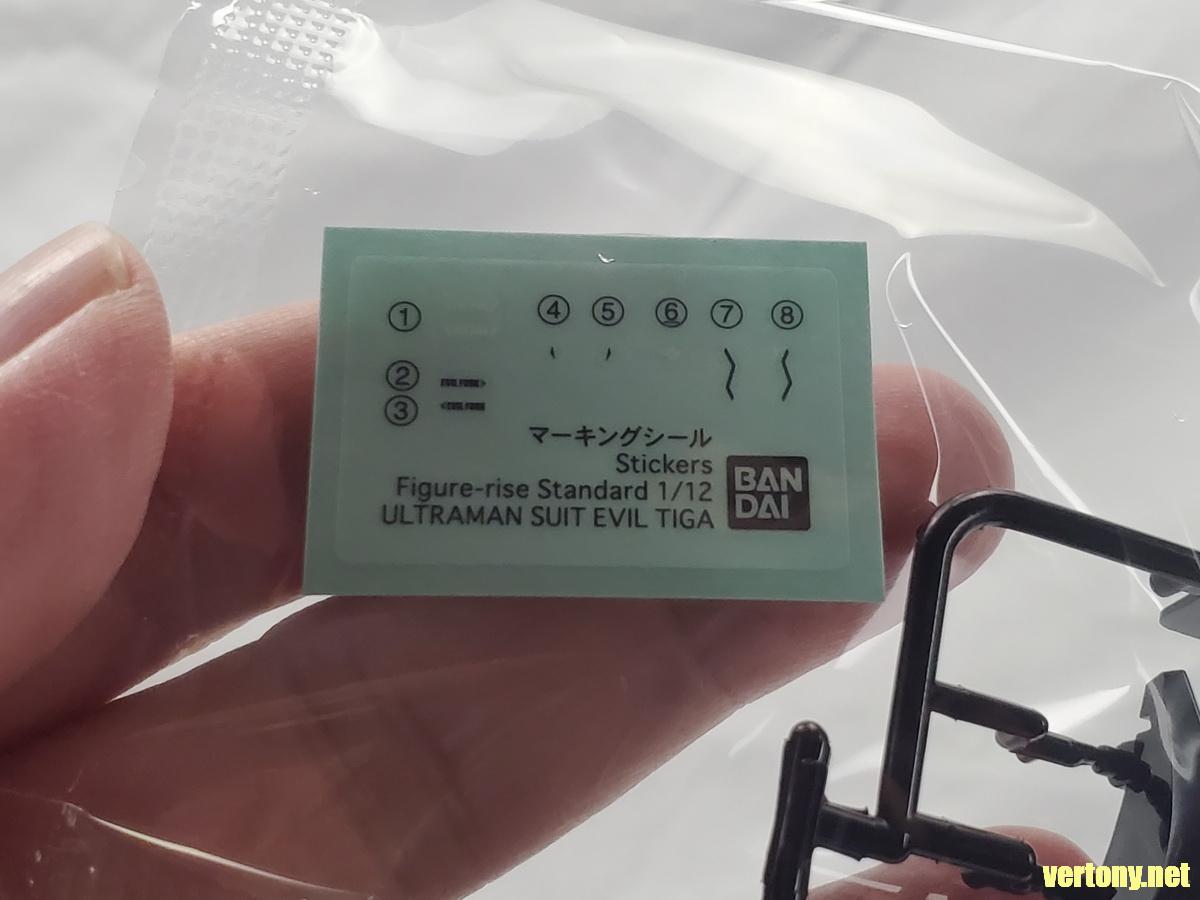 ① ④ ⑤ ⑥ ⑦ ⑧
②
③
マーキングシール
Stickers
Figure-rise Standard 1/12
ULTRAMAN SUIT EVIL TIGA
BAN
DAI
vertony.net